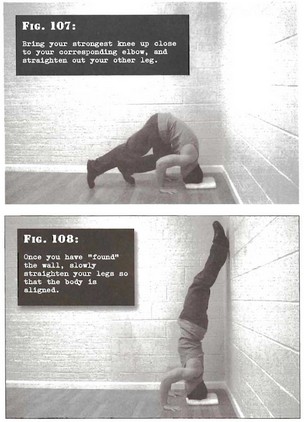 FIG. 107:
Bring your strongest knee up close
to your corresponding elbow, and
straighten out your other leg.
FIG. 108:
Once you have "found"
the wall, slowly
straighten your legs so
that the body is
aligned.